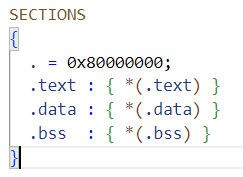 SECTIONS
{
  . = 0x80000000;
  .text : { *(.text) }
  .data : { *(.data) }
  .bss  : { *(.bss) }
}